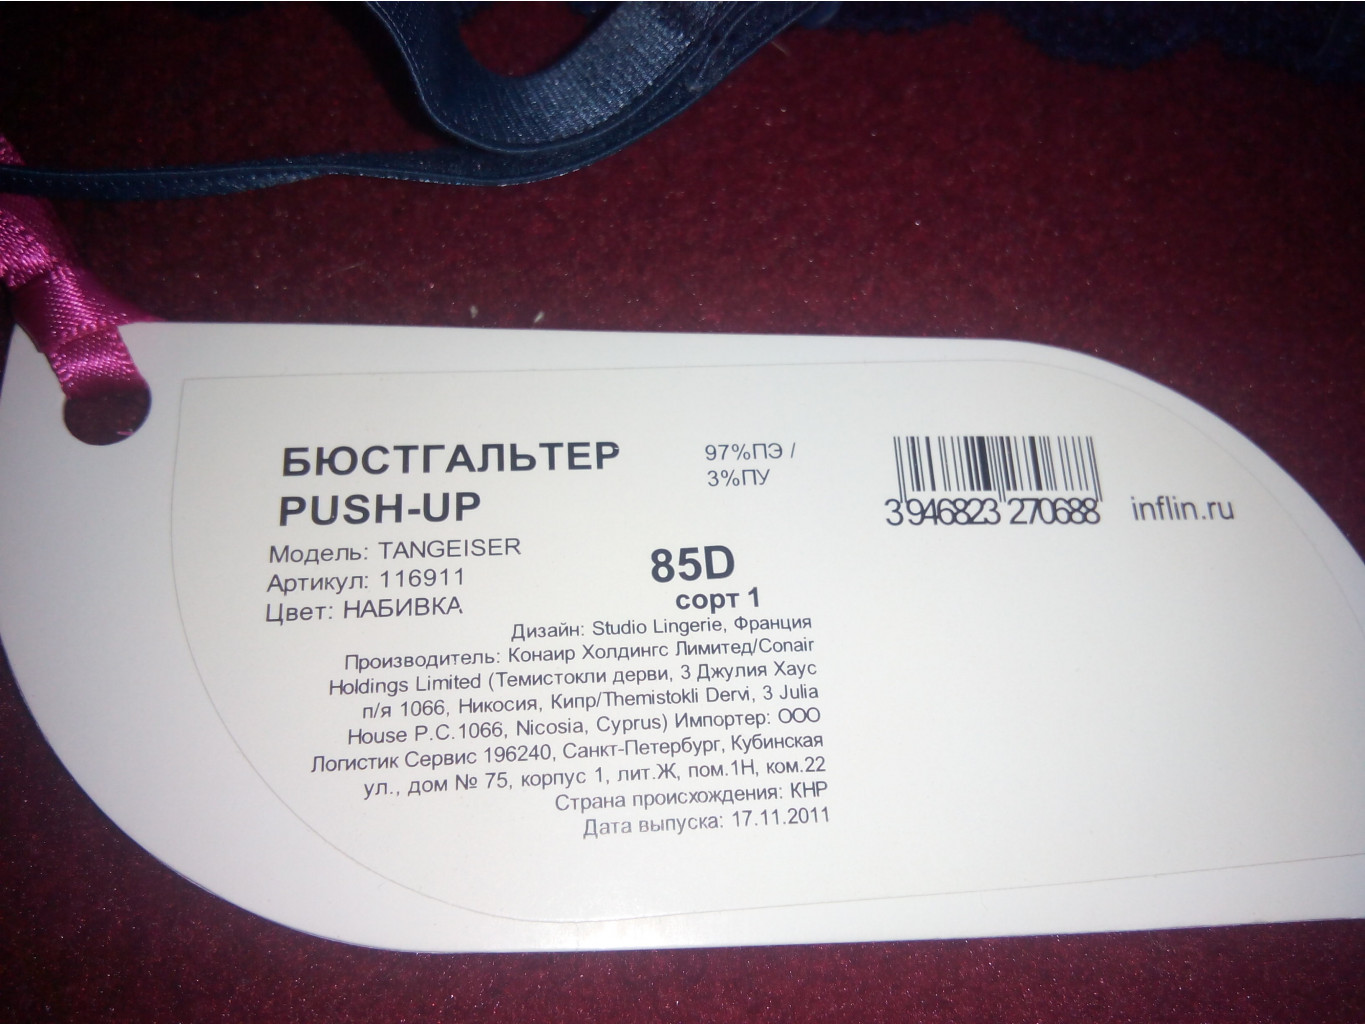 БЮСТГАЛЬТЕР
PUSH-UP
Модель: TANGEISER
Артикул: 116911
Цвет: НАБИВКА
97%ПЭ /
3%ПУ
85D
сорт 1
3 946823 270688
inflin.ru
Дизайн: Studio Lingerie, Франция
Производитель: Конаир Холдингс Лимитед/Conair
Holdings Limited (Темистокли дерви, 3 Джулия Хаус
п/я 1066, Никосия, Кипр/Themistokli Dervi, 3 Julia
House P.C.1066, Nicosia, Cyprus) Импортер: ООО
Логистик Сервис 196240, Санкт-Петербург, Кубинская
ул., дом № 75, корпус 1, лит.Ж, пом.1Н, ком.22
Страна происхождения: КНР
Дата выпуска: 17.11.2011